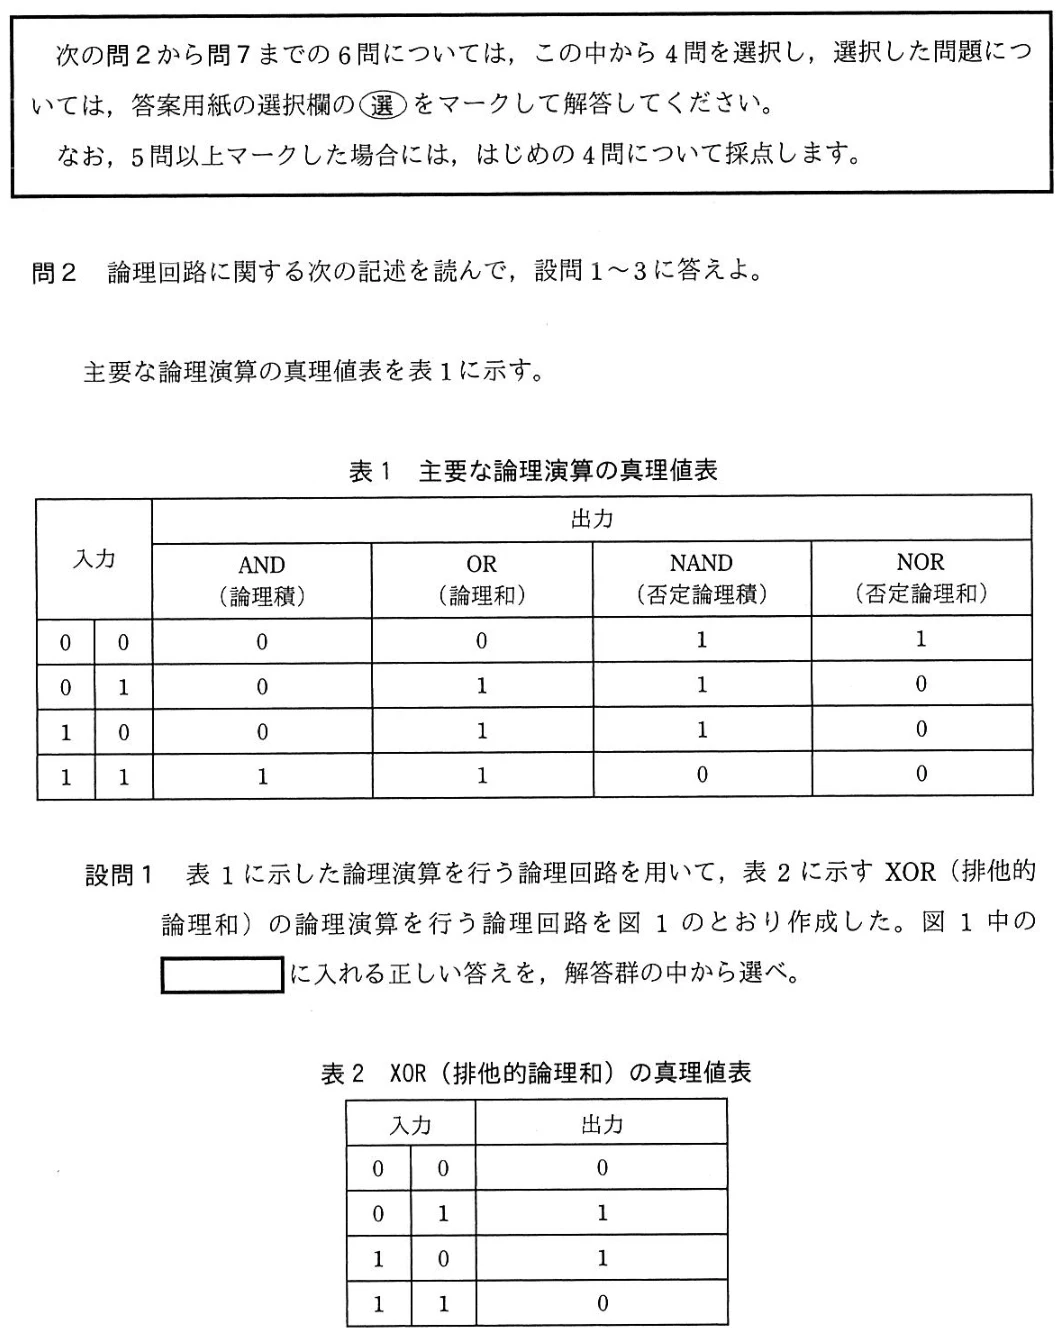 次の問2から問7までの6問については，この中から4問を選択し，選択した問題につ
いては，答案用紙の選択欄の選をマークして解答してください。
なお，5問以上マークした場合には，はじめの4問について採点します。
問2 論理回路に関する次の記述を読んで，設問1～3に答えよ。
主要な論理演算の真理値表を表1に示す。
表1 主要な論理演算の真理値表
入力 出力
AND OR NAND NOR
（論理積） （論理和） （否定論理積） （否定論理和）
0 0 0 0 1 1
0 1 0 1 1 0
1 0 0 1 1 0
1 1 1 1 0 0
設問1 表1に示した論理演算を行う論理回路を用いて，表2に示すXOR（排他的
論理和）の論理演算を行う論理回路を図1のとおり作成した。図1中の
に入れる正しい答えを，解答群の中から選べ。
表2 XOR（排他的論理和）の真理値表
入力 出力
0 0 0
0 1 1
1 0 1
1 1 0